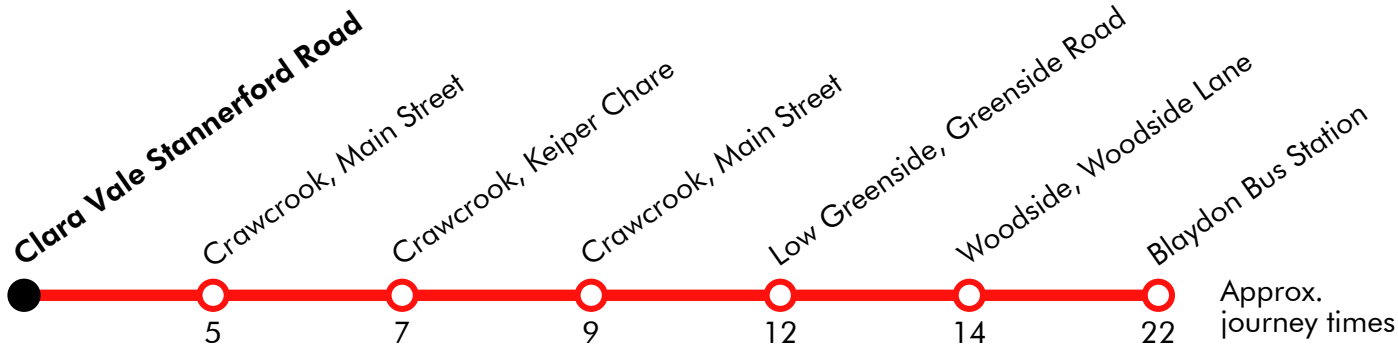 Clara Vale Stannerford Road
Crawcrook, Main Street
Crawcrook, Keiper Chare
Crawcrook, Main Street
Low Greenside, Greenside Road
Woodside, Woodside Lane
Blaydon Bus Station
5
7
9
12
14
22
Approx.
journey times